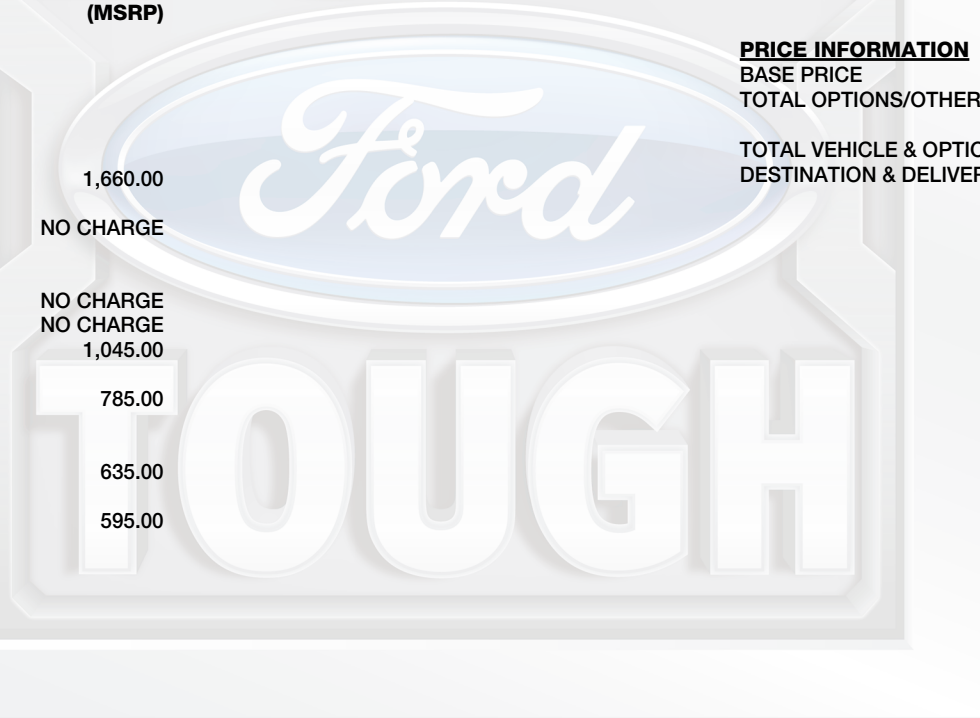 (MSRP)
1,660.00
NO CHARGE
NO CHARGE
NO CHARGE
1,045.00
785.00
635.00
595.00
PRICE INFORMATION
BASE PRICE
TOTAL OPTIONS/OTHER
TOTAL VEHICLE & OPTIO
DESTINATION & DELIVER
Ford
TOUGH